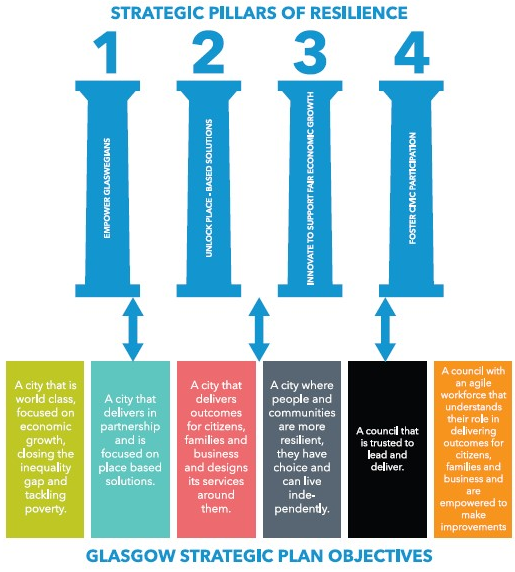 STRATEGIC PILLARS OF RESILIENCE
1
2
3
4
EMPOWER GLASWEGIANS
UNLOCK PLACE - BASED SOLUTIONS
INNOVATE TO SUPPORT FAIR ECONOMIC GROWTH
FOSTER CIVIC PARTICIPATION
A city that is
world class,
focused on
economic
growth,
closing the
inequality
gap and
tackling
poverty.
A city that
delivers in
partnership
and is
focused on
place based
solutions.
A city that
delivers
outcomes
for citizens,
families and
business
and designs
its services
around
them.
A city where
people and
communities
are more
resilient,
they have
choice and
can live
inde-
pendently.
A council that
is trusted to
lead and
deliver.
A council with
an agile
workforce that
understands
their role in
delivering
outcomes for
citizens,
families and
business and
are
empowered to
make
improvements
GLASGOW STRATEGIC PLAN OBJECTIVES